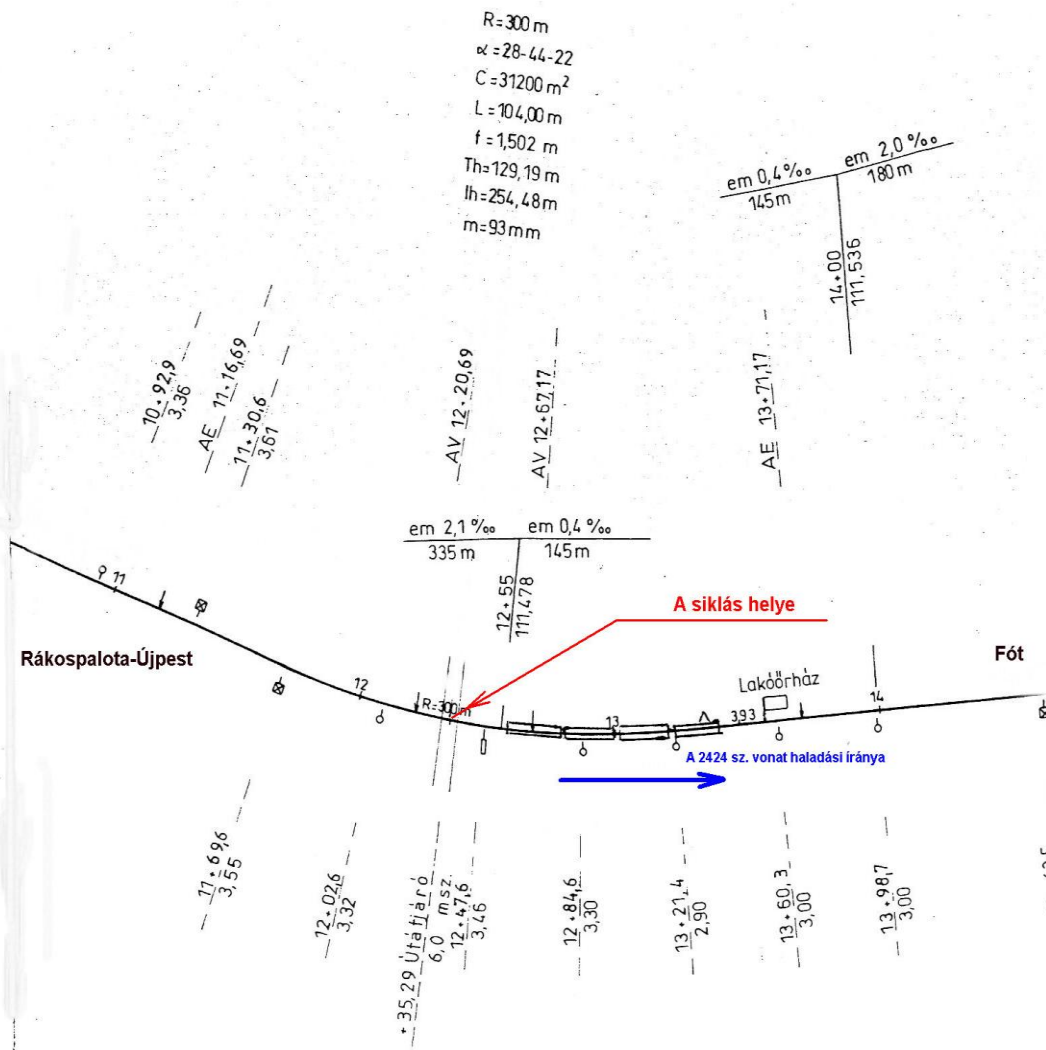 R=300 m
α=28-44-22
C=31200 m²
L=104,00 m
f=1,502 m
Th=129,19 m
Ih=254,48 m
m=93 mm
em 0,4 ‰
145 m
em 2,0 ‰
180 m
14+00
111,536
10+92,9
3,36
AE 11+16,69
11+30,6
3,61
AV 12+20,69
AV 12+67,17
AE 13+71,17
em 2,1 ‰
335 m
em 0,4 ‰
145 m
12+55
111,478
A siklás helye
11
Rákospalota-Újpest
12
R=300 m
13
3,93
Lakóőrház
14
Fót
A 2424 sz. vonat haladási íránya
11+69,6
3,55
12+02,6
3,32
+35,29 Útátjáró
6,0 msz.
12+47,6
3,46
12+84,6
3,30
13+21,4
2,90
13+60,3
3,00
13+98,7
3,00